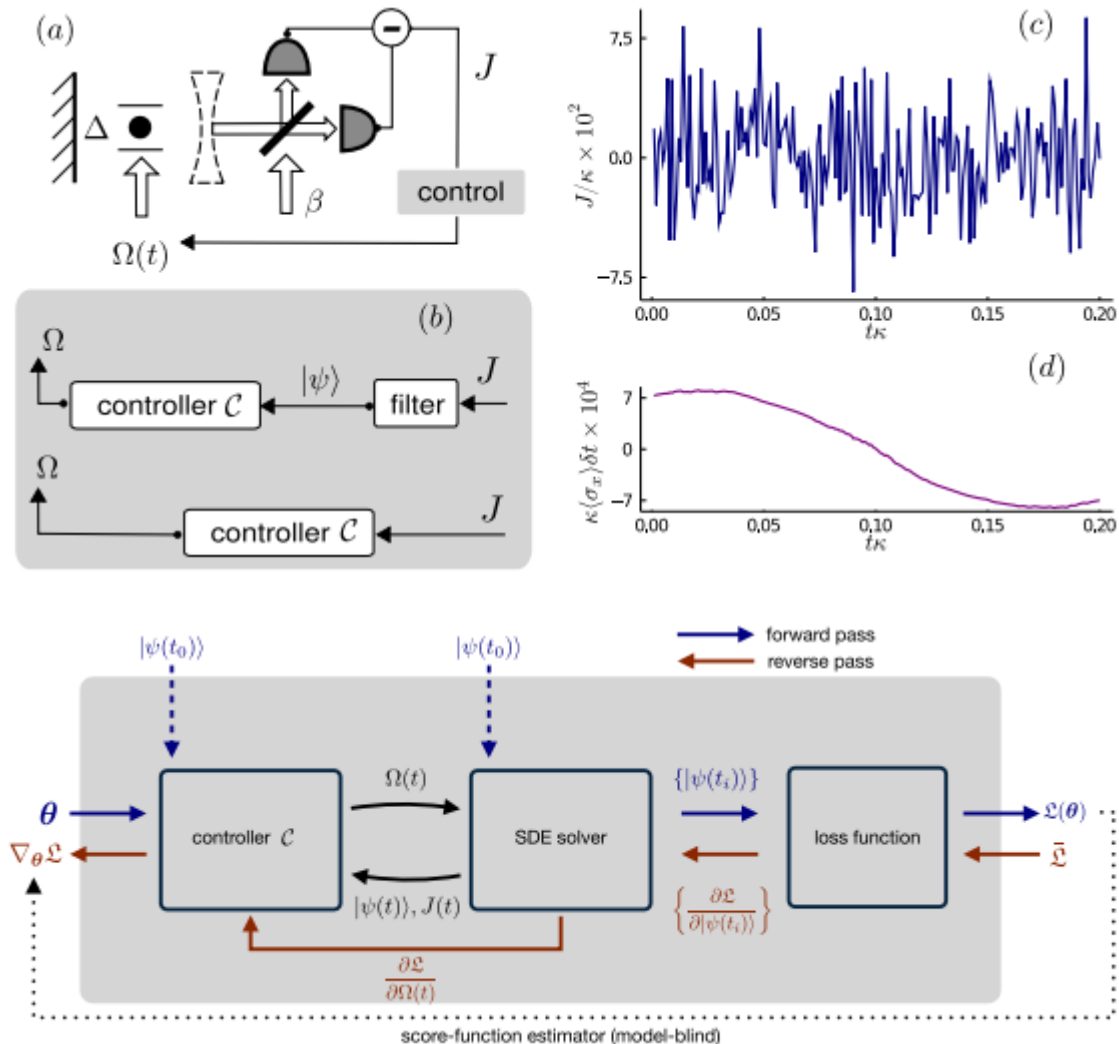 (a)
J
Δ
β
control
Ω(t)
(b)
Ω
|ψ⟩
J
controller 𝒞
filter
Ω
J
controller 𝒞
(c)
J/κ × 10²
7.5
0.0
−7.5
0.00 0.05 0.10 0.15 0.20
tκ
(d)
κ⟨σₓ⟩δt × 10⁴
7
0
−7
0.00 0.05 0.10 0.15 0.20
tκ
|ψ(t₀)⟩
|ψ(t₀)⟩
forward pass
reverse pass
Ω(t)
{|ψ(tᵢ)⟩}
θ
controller 𝒞
SDE solver
loss function
𝔏(θ)
∇_θ 𝔏
𝔏̄
|ψ(t)⟩, J(t)
{∂𝔏/∂|ψ(tᵢ)⟩}
∂𝔏/∂Ω(t)
score-function estimator (model-blind)